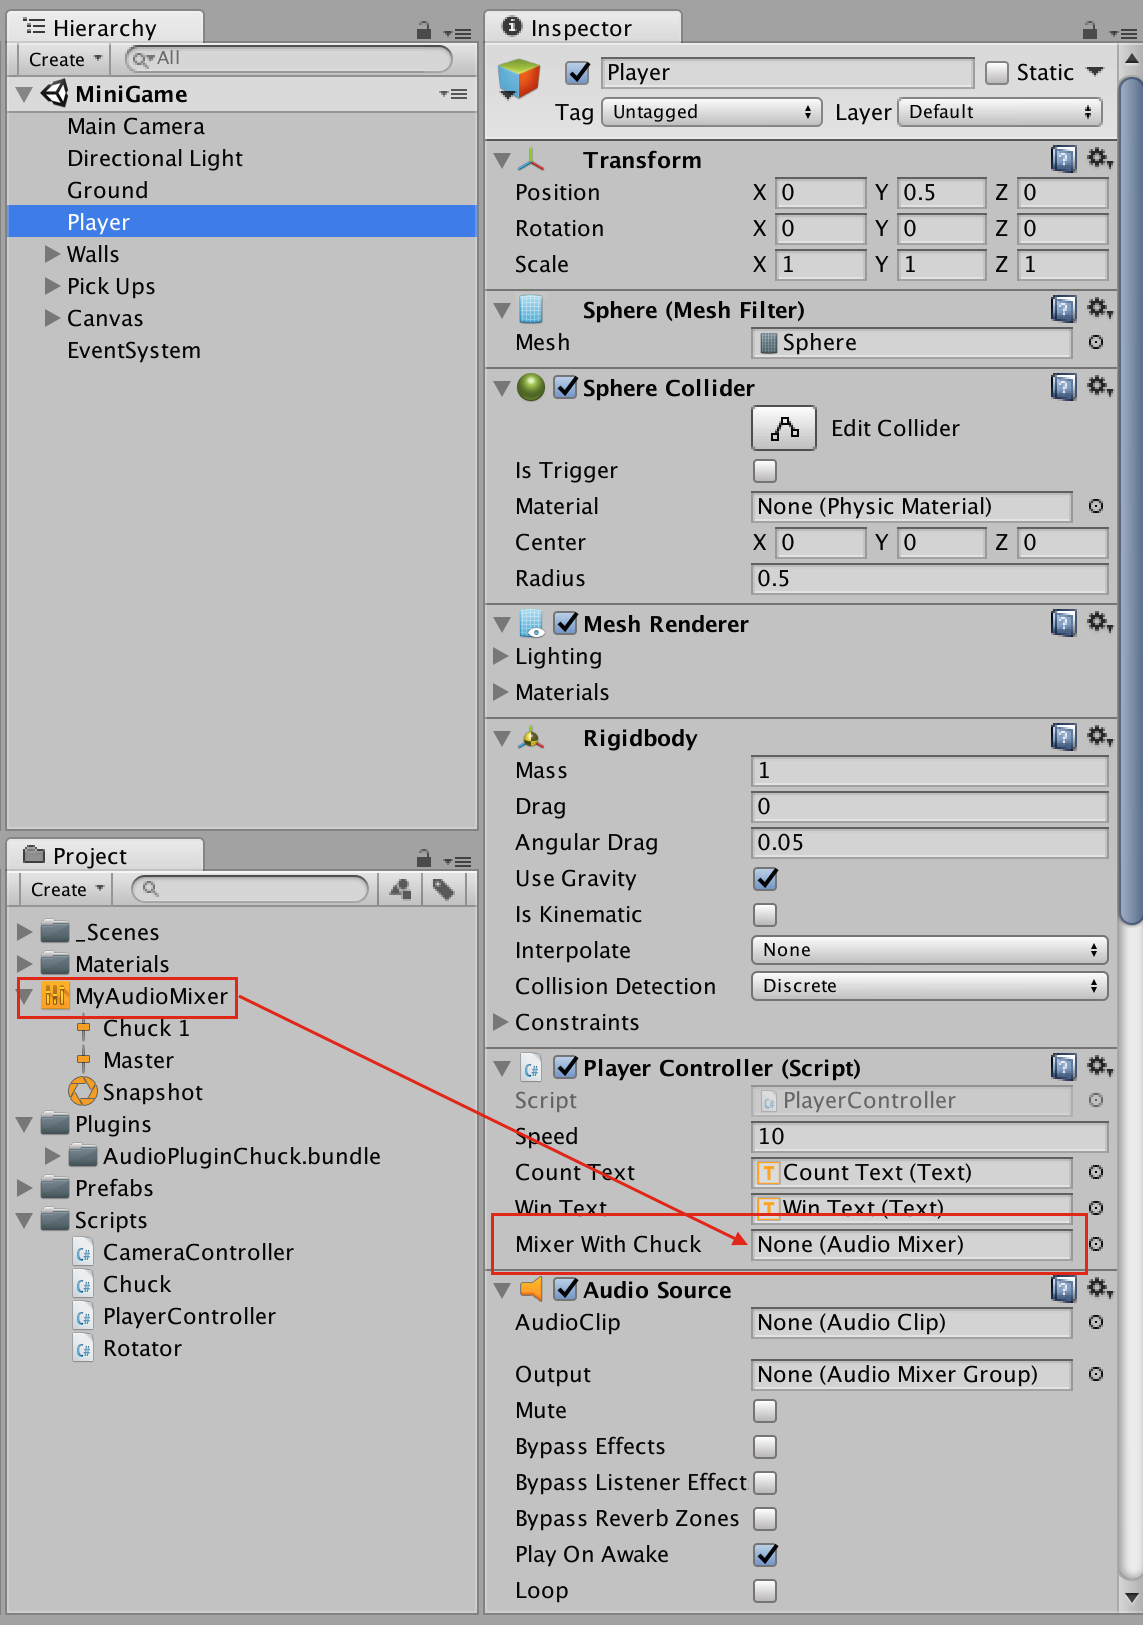 Hierarchy
Create
All
MiniGame
Main Camera
Directional Light
Ground
Player
Walls
Pick Ups
Canvas
EventSystem
Project
Create
_Scenes
Materials
MyAudioMixer
Chuck 1
Master
Snapshot
Plugins
AudioPluginChuck.bundle
Prefabs
Scripts
C# CameraController
C# Chuck
C# PlayerController
C# Rotator
Inspector
Player Static
Tag Untagged Layer Default
Transform
Position X 0 Y 0.5 Z 0
Rotation X 0 Y 0 Z 0
Scale X 1 Y 1 Z 1
Sphere (Mesh Filter)
Mesh Sphere
Sphere Collider
Edit Collider
Is Trigger
Material None (Physic Material)
Center X 0 Y 0 Z 0
Radius 0.5
Mesh Renderer
Lighting
Materials
Rigidbody
Mass 1
Drag 0
Angular Drag 0.05
Use Gravity
Is Kinematic
Interpolate None
Collision Detection Discrete
Constraints
C# Player Controller (Script)
Script C# PlayerController
Speed 10
Count Text T Count Text (Text)
Win Text T Win Text (Text)
Mixer With Chuck None (Audio Mixer)
Audio Source
AudioClip None (Audio Clip)
Output None (Audio Mixer Group)
Mute
Bypass Effects
Bypass Listener Effect
Bypass Reverb Zones
Play On Awake
Loop